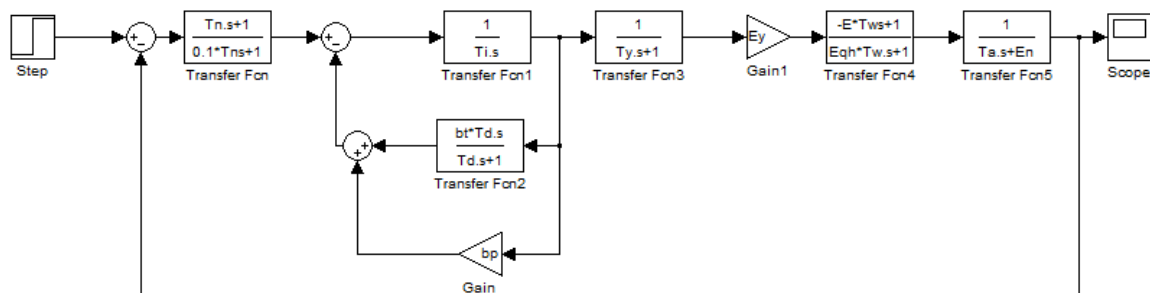 Step
Tn.s+1
0.1*Tns+1
Transfer Fcn
1
Ti.s
Transfer Fcn1
1
Ty.s+1
Transfer Fcn3
Ey
Gain1
-E*Tws+1
Eqh*Tw.s+1
Transfer Fcn4
1
Ta.s+En
Transfer Fcn5
Scope
bt*Td.s
Td.s+1
Transfer Fcn2
bp
Gain